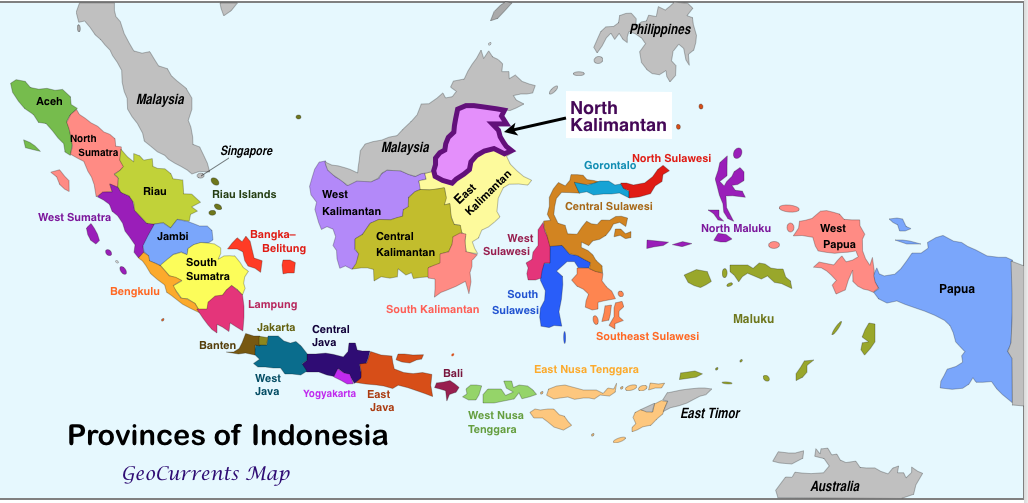 Philippines
Malaysia
Aceh
North
Sumatra
Singapore
Malaysia
North
Kalimantan
Gorontalo
North Sulawesi
Riau
Riau Islands
West
Kalimantan
East
Kalimantan
Central Sulawesi
West Sumatra
Jambi
Bangka–
Belitung
Central
Kalimantan
West
Sulawesi
North Maluku
West
Papua
South
Sumatra
Bengkulu
Lampung
South Kalimantan
South
Sulawesi
Southeast Sulawesi
Maluku
Papua
Banten
Jakarta
Central
Java
West
Java
Yogyakarta
East
Java
Bali
East Nusa Tenggara
West Nusa
Tenggara
East Timor
Provinces of Indonesia
GeoCurrents Map
Australia